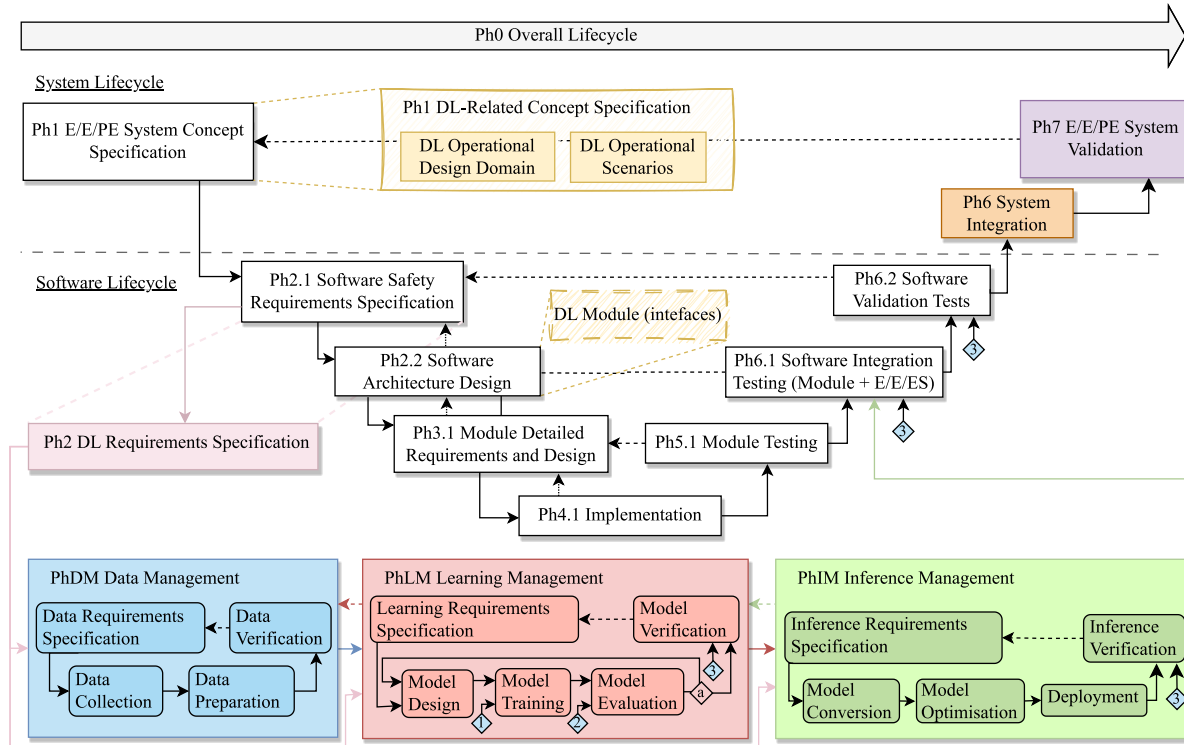 Ph0 Overall Lifecycle
System Lifecycle
Ph1 E/E/PE System Concept
Specification
Ph1 DL-Related Concept Specification
DL Operational
Design Domain
DL Operational
Scenarios
Ph7 E/E/PE System
Validation
Ph6 System
Integration
Software Lifecycle
Ph2.1 Software Safety
Requirements Specification
Ph6.2 Software
Validation Tests
DL Module (intefaces)
3
Ph2.2 Software
Architecture Design
Ph6.1 Software Integration
Testing (Module + E/E/ES)
3
Ph2 DL Requirements Specification
Ph3.1 Module Detailed
Requirements and Design
Ph5.1 Module Testing
Ph4.1 Implementation
PhDM Data Management
Data Requirements
Specification
Data
Verification
Data
Collection
Data
Preparation
PhLM Learning Management
Learning Requirements
Specification
Model
Verification
3
Model
Design
Model
Training
Model
Evaluation
a
1
2
PhIM Inference Management
Inference Requirements
Specification
Inference
Verification
Model
Conversion
Model
Optimisation
Deployment
3